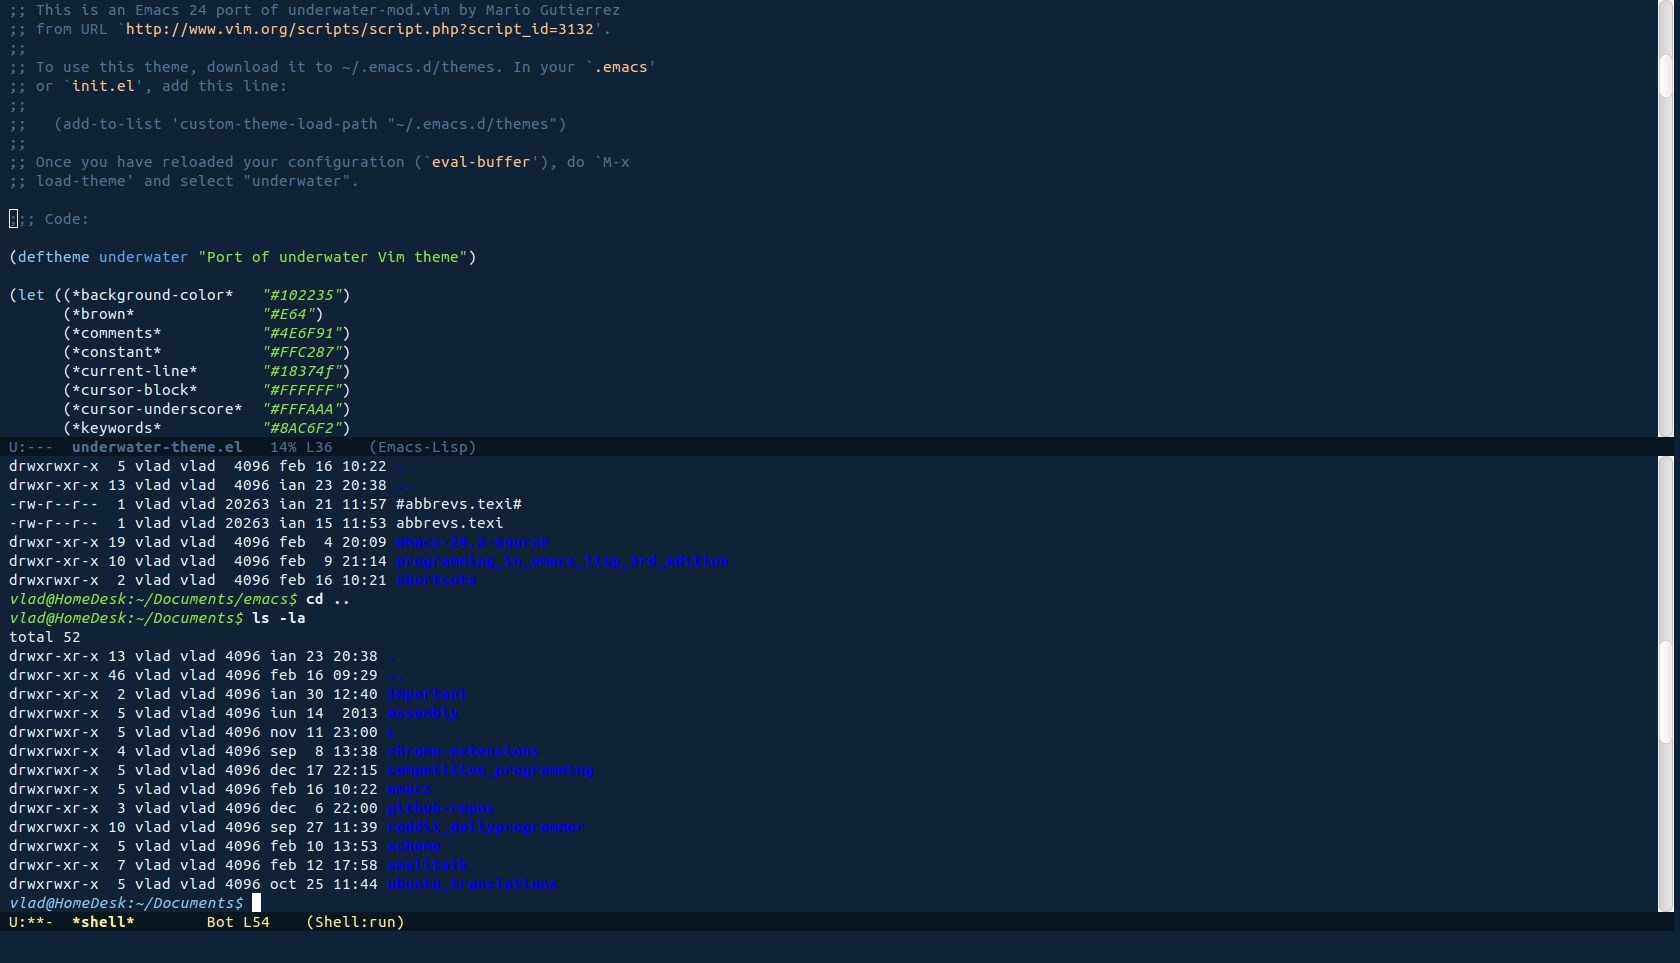 ;; This is an Emacs 24 port of underwater-mod.vim by Mario Gutierrez
;; from URL `http://www.vim.org/scripts/script.php?script_id=3132'.
;;
;; To use this theme, download it to ~/.emacs.d/themes. In your `.emacs'
;; or `init.el', add this line:
;;
;;   (add-to-list 'custom-theme-load-path "~/.emacs.d/themes")
;;
;; Once you have reloaded your configuration (`eval-buffer'), do `M-x
;; load-theme' and select "underwater".
;;; Code:
(deftheme underwater "Port of underwater Vim theme")
(let ((*background-color*   "#102235")
      (*brown*              "#E64")
      (*comments*           "#4E6F91")
      (*constant*           "#FFC287")
      (*current-line*       "#18374f")
      (*cursor-block*       "#FFFFFF")
      (*cursor-underscore*  "#FFFAAA")
      (*keywords*           "#8AC6F2")
U:---  underwater-theme.el   14% L36    (Emacs-Lisp)
drwxrwxr-x  5 vlad vlad  4096 feb 16 10:22 .
drwxr-xr-x 13 vlad vlad  4096 ian 23 20:38 ..
-rw-r--r--  1 vlad vlad 20263 ian 21 11:57 #abbrevs.texi#
-rw-r--r--  1 vlad vlad 20263 ian 15 11:53 abbrevs.texi
drwxrwxr-x 19 vlad vlad  4096 feb  4 20:09 emacs-24.3-source
drwxrwxr-x 10 vlad vlad  4096 feb  9 21:14 programming_in_emacs_lisp_3rd_edition
drwxrwxr-x  2 vlad vlad  4096 feb 16 10:21 shortcuts
vlad@HomeDesk:~/Documents/emacs$ cd ..
vlad@HomeDesk:~/Documents$ ls -la
total 52
drwxr-xr-x 13 vlad vlad 4096 ian 23 20:38 .
drwxr-xr-x 46 vlad vlad 4096 feb 16 09:29 ..
drwxr-xr-x  2 vlad vlad 4096 ian 30 12:40 1mportant
drwxrwxr-x  5 vlad vlad 4096 iun 14  2013 assembly
drwxrwxr-x  5 vlad vlad 4096 nov 11 23:00 c
drwxrwxr-x  4 vlad vlad 4096 sep  8 13:38 chrome-extensions
drwxrwxr-x  5 vlad vlad 4096 dec 17 22:15 competitive_programming
drwxrwxr-x  5 vlad vlad 4096 feb 16 10:22 emacs
drwxr-xr-x  3 vlad vlad 4096 dec  6 22:00 github-repos
drwxrwxr-x 10 vlad vlad 4096 sep 27 11:39 reddit_dailyprogrammer
drwxrwxr-x  5 vlad vlad 4096 feb 10 13:53 scheme
drwxr-xr-x  7 vlad vlad 4096 feb 12 17:58 smalltalk
drwxrwxr-x  5 vlad vlad 4096 oct 25 11:44 ubuntu_translations
vlad@HomeDesk:~/Documents$
U:**-  *shell*        Bot L54    (Shell:run)